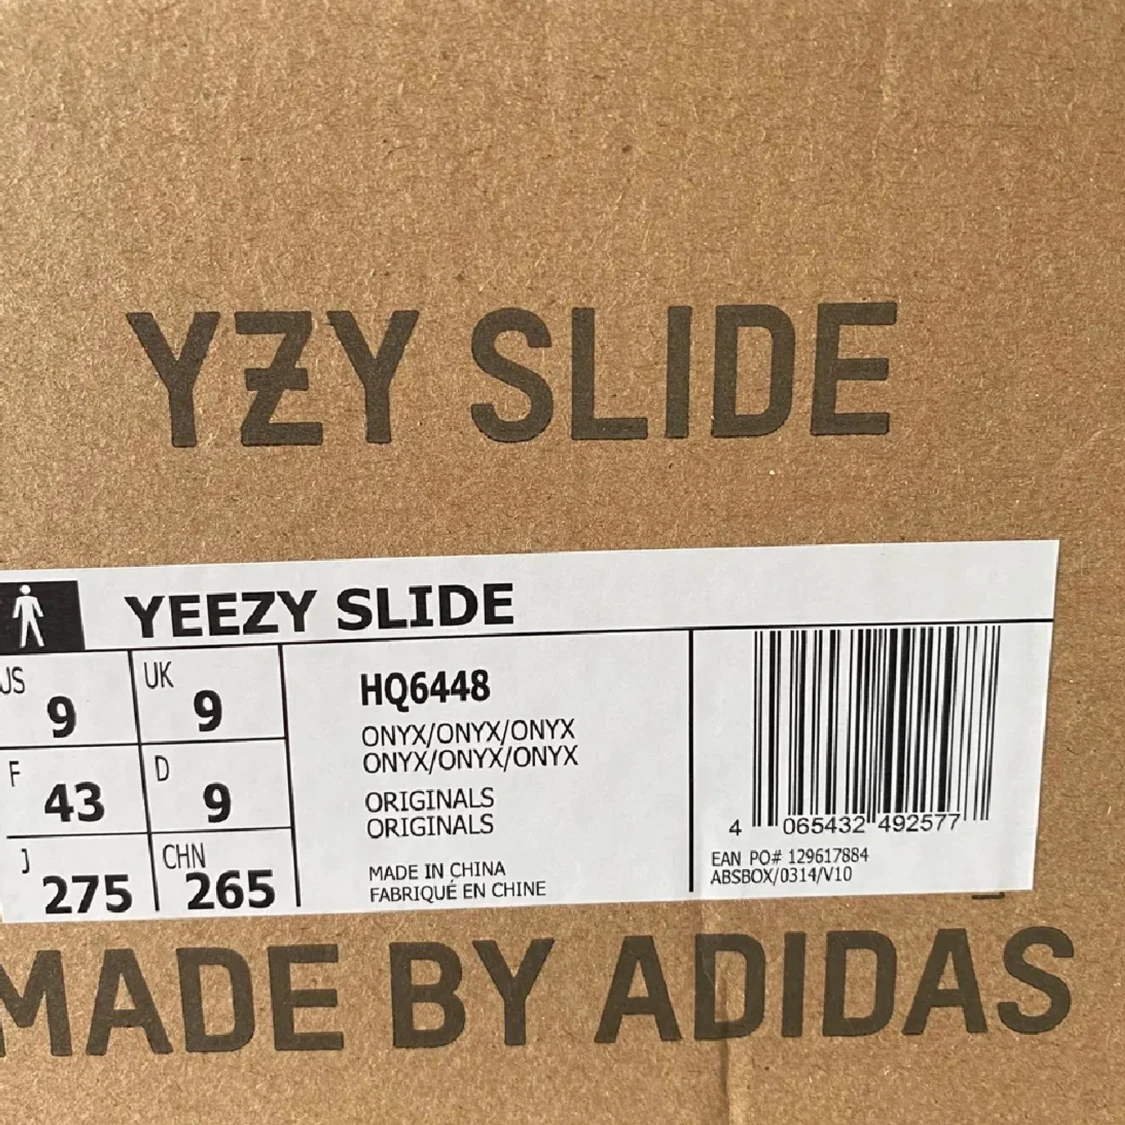 YZY SLIDE
YEEZY SLIDE
US 9 UK 9
F 43 D 9
J 275 CHN 265
HQ6448
ONYX/ONYX/ONYX
ONYX/ONYX/ONYX
ORIGINALS
ORIGINALS
MADE IN CHINA
FABRIQUÉ EN CHINE
4 065432 492577
EAN PO# 129617884
ABSBOX/0314/V10
MADE BY ADIDAS